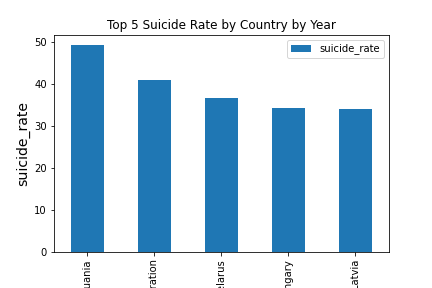 Top 5 Suicide Rate by Country by Year
suicide_rate
suicide_rate
50
40
30
20
10
0
uania
ration
elarus
ngary
atvia